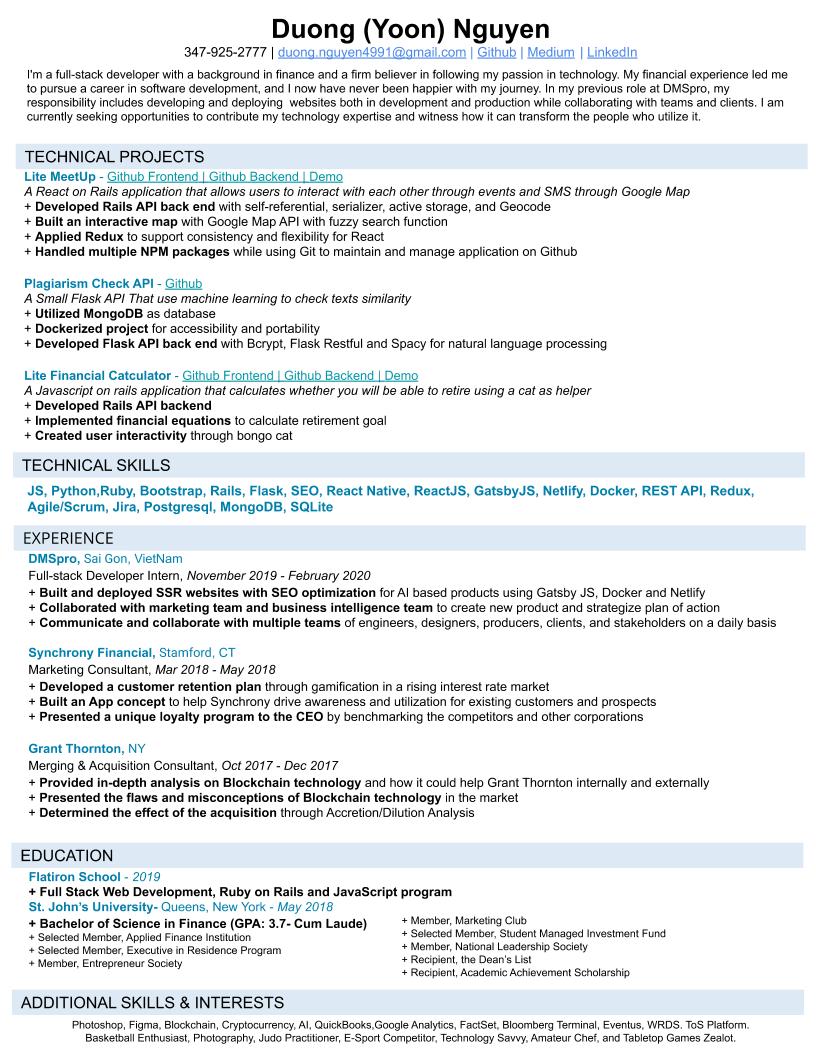 Duong (Yoon) Nguyen
347-925-2777 | duong.nguyen4991@gmail.com | Github | Medium | LinkedIn
I'm a full-stack developer with a background in finance and a firm believer in following my passion in technology. My financial experience led me
to pursue a career in software development, and I now have never been happier with my journey. In my previous role at DMSpro, my
responsibility includes developing and deploying websites both in development and production while collaborating with teams and clients. I am
currently seeking opportunities to contribute my technology expertise and witness how it can transform the people who utilize it.
TECHNICAL PROJECTS
Lite MeetUp - Github Frontend | Github Backend | Demo
A React on Rails application that allows users to interact with each other through events and SMS through Google Map
+ Developed Rails API back end with self-referential, serializer, active storage, and Geocode
+ Built an interactive map with Google Map API with fuzzy search function
+ Applied Redux to support consistency and flexibility for React
+ Handled multiple NPM packages while using Git to maintain and manage application on Github
Plagiarism Check API - Github
A Small Flask API That use machine learning to check texts similarity
+ Utilized MongoDB as database
+ Dockerized project for accessibility and portability
+ Developed Flask API back end with Bcrypt, Flask Restful and Spacy for natural language processing
Lite Financial Catculator - Github Frontend | Github Backend | Demo
A Javascript on rails application that calculates whether you will be able to retire using a cat as helper
+ Developed Rails API backend
+ Implemented financial equations to calculate retirement goal
+ Created user interactivity through bongo cat
TECHNICAL SKILLS
JS, Python,Ruby, Bootstrap, Rails, Flask, SEO, React Native, ReactJS, GatsbyJS, Netlify, Docker, REST API, Redux,
Agile/Scrum, Jira, Postgresql, MongoDB, SQLite
EXPERIENCE
DMSpro, Sai Gon, VietNam
Full-stack Developer Intern, November 2019 - February 2020
+ Built and deployed SSR websites with SEO optimization for AI based products using Gatsby JS, Docker and Netlify
+ Collaborated with marketing team and business intelligence team to create new product and strategize plan of action
+ Communicate and collaborate with multiple teams of engineers, designers, producers, clients, and stakeholders on a daily basis
Synchrony Financial, Stamford, CT
Marketing Consultant, Mar 2018 - May 2018
+ Developed a customer retention plan through gamification in a rising interest rate market
+ Built an App concept to help Synchrony drive awareness and utilization for existing customers and prospects
+ Presented a unique loyalty program to the CEO by benchmarking the competitors and other corporations
Grant Thornton, NY
Merging & Acquisition Consultant, Oct 2017 - Dec 2017
+ Provided in-depth analysis on Blockchain technology and how it could help Grant Thornton internally and externally
+ Presented the flaws and misconceptions of Blockchain technology in the market
+ Determined the effect of the acquisition through Accretion/Dilution Analysis
EDUCATION
Flatiron School - 2019
+ Full Stack Web Development, Ruby on Rails and JavaScript program
St. John's University- Queens, New York - May 2018
+ Bachelor of Science in Finance (GPA: 3.7- Cum Laude)
+ Selected Member, Applied Finance Institution
+ Selected Member, Executive in Residence Program
+ Member, Entrepreneur Society
+ Member, Marketing Club
+ Selected Member, Student Managed Investment Fund
+ Member, National Leadership Society
+ Recipient, the Dean's List
+ Recipient, Academic Achievement Scholarship
ADDITIONAL SKILLS & INTERESTS
Photoshop, Figma, Blockchain, Cryptocurrency, AI, QuickBooks,Google Analytics, FactSet, Bloomberg Terminal, Eventus, WRDS. ToS Platform.
Basketball Enthusiast, Photography, Judo Practitioner, E-Sport Competitor, Technology Savvy, Amateur Chef, and Tabletop Games Zealot.